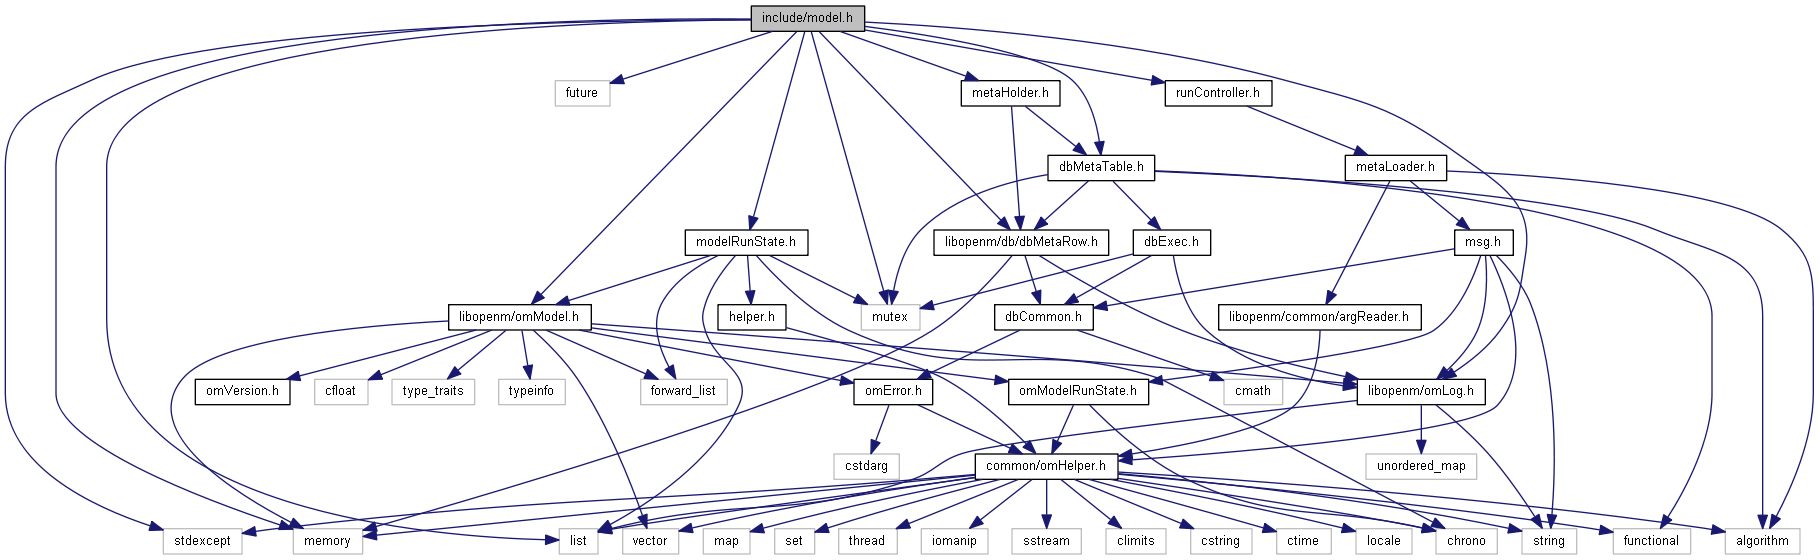 include/model.h
future
metaHolder.h
runController.h
dbMetaTable.h
metaLoader.h
modelRunState.h
libopenm/db/dbMetaRow.h
dbExec.h
msg.h
libopenm/omModel.h
helper.h
mutex
dbCommon.h
libopenm/common/argReader.h
omVersion.h
cfloat
type_traits
typeinfo
forward_list
omError.h
omModelRunState.h
cmath
libopenm/omLog.h
cstdarg
common/omHelper.h
unordered_map
stdexcept
memory
list
vector
map
set
thread
iomanip
sstream
climits
cstring
ctime
locale
chrono
string
functional
algorithm